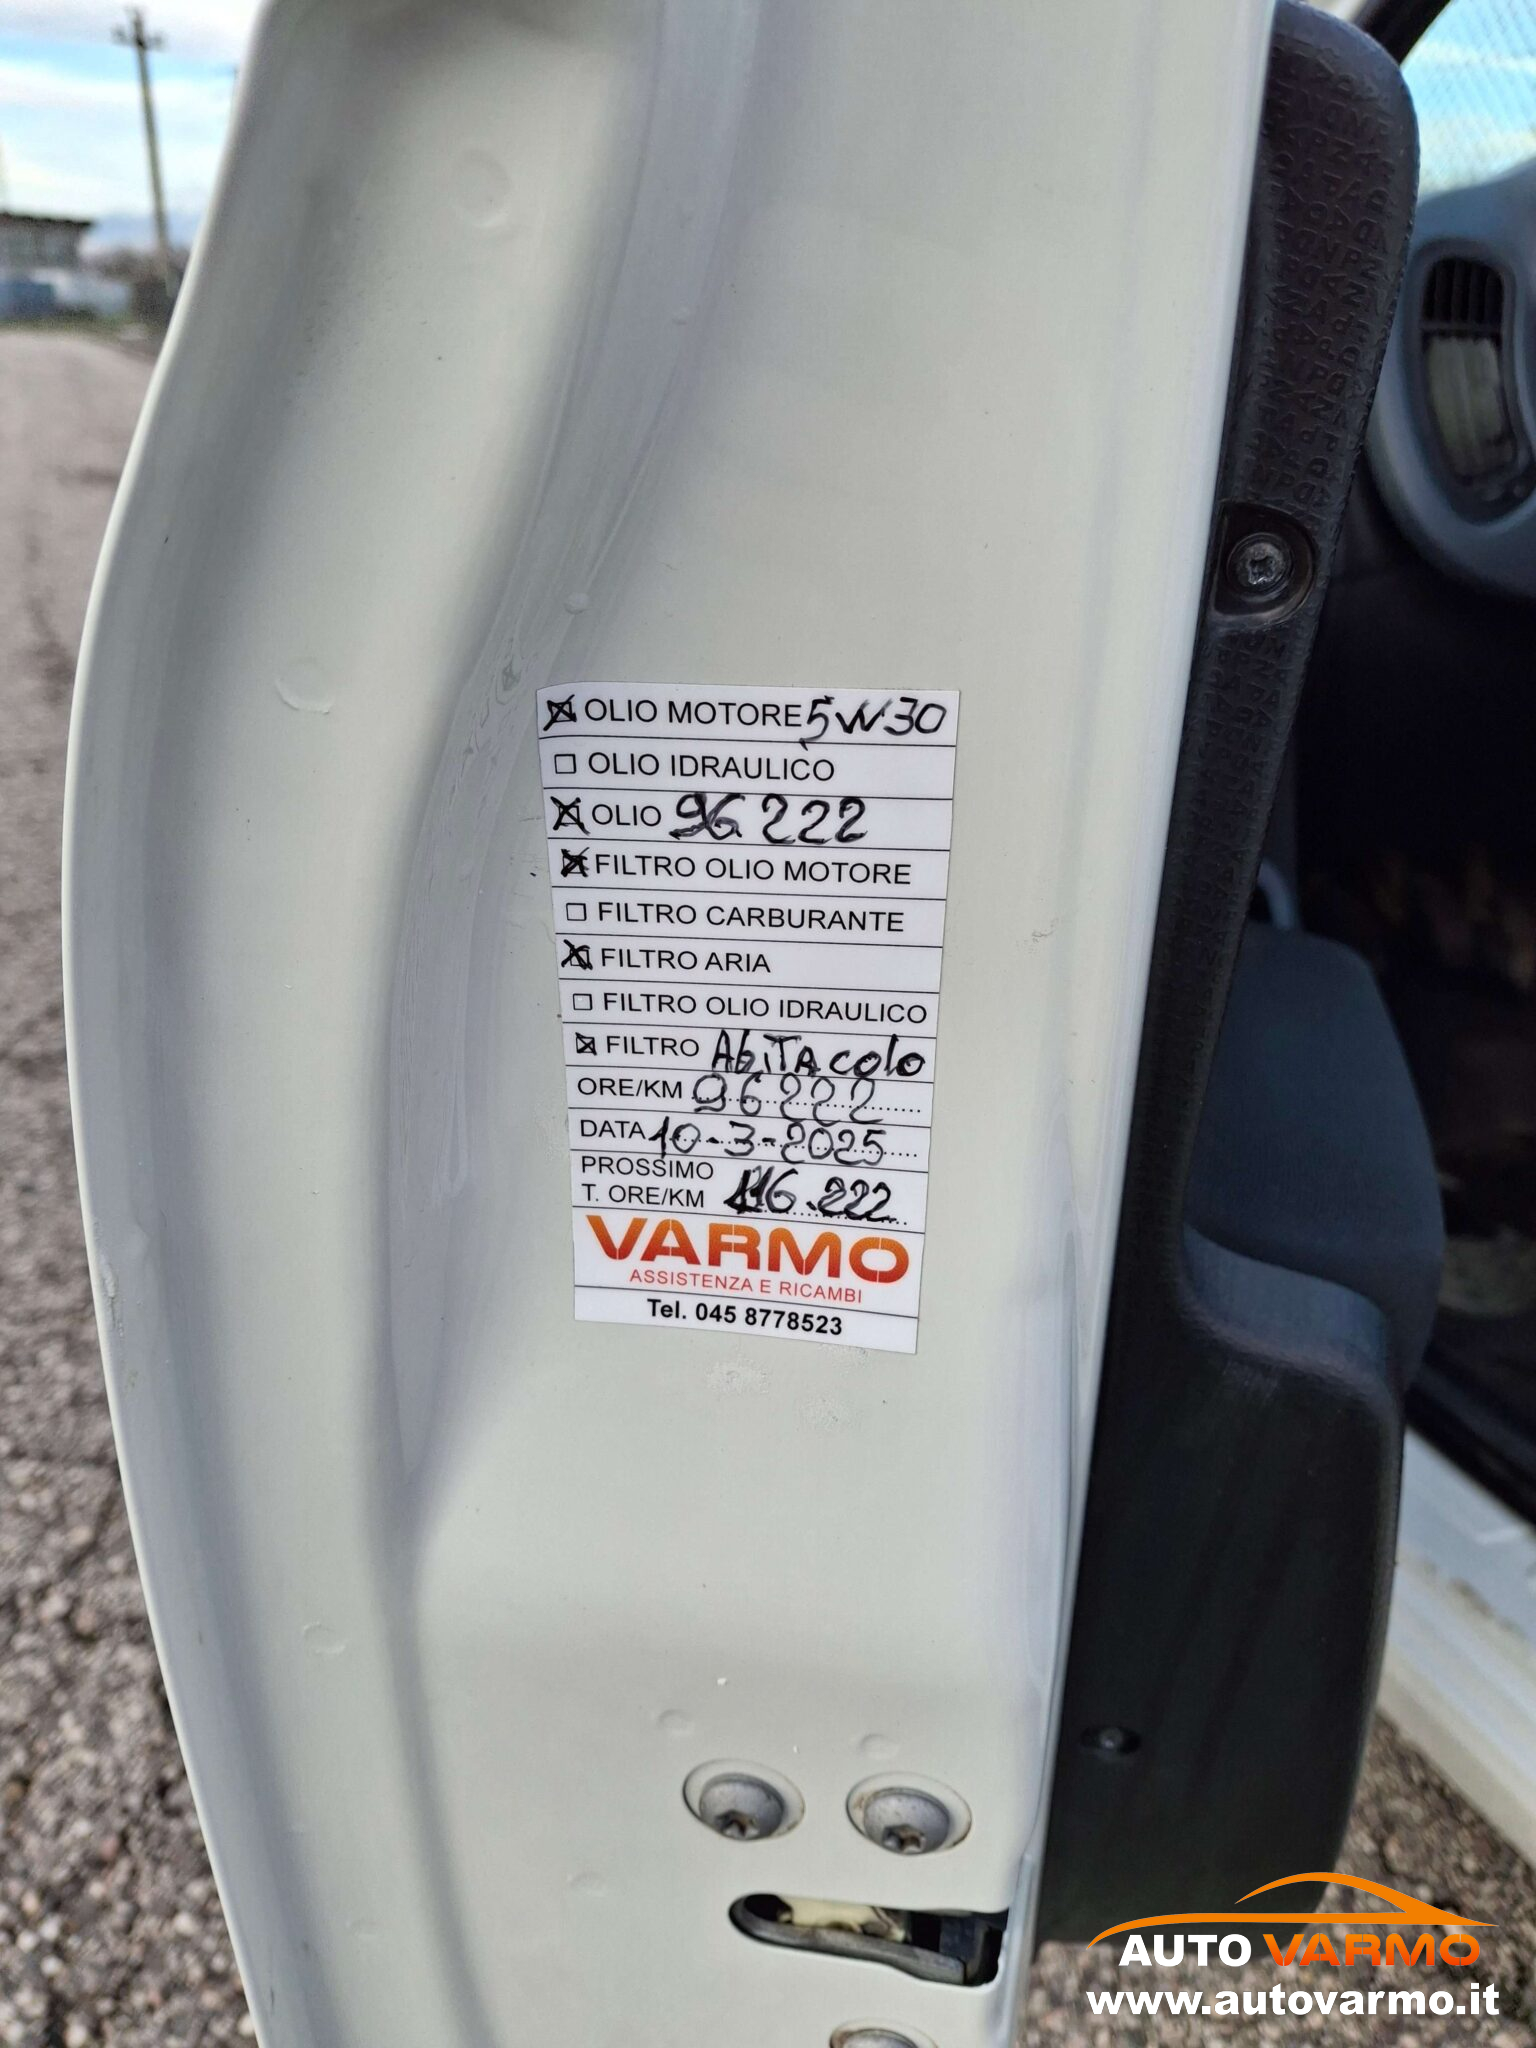 OLIO MOTORE 5W30
OLIO IDRAULICO
OLIO 96222
FILTRO OLIO MOTORE
FILTRO CARBURANTE
FILTRO ARIA
FILTRO OLIO IDRAULICO
FILTRO AbiTAcolo
ORE/KM 96222
DATA 10-3-2025
PROSSIMO
T. ORE/KM 116.222
VARMO
ASSISTENZA E RICAMBI
Tel. 045 8778523
AUTO VARMO
www.autovarmo.it